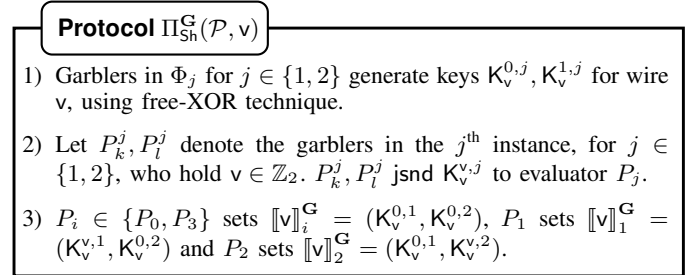 Protocol Π^G_Sh(𝒫, v)
1) Garblers in Φ_j for j ∈ {1, 2} generate keys K_v^{0,j}, K_v^{1,j} for wire
v, using free-XOR technique.
2) Let P_k^j, P_l^j denote the garblers in the j^th instance, for j ∈
{1, 2}, who hold v ∈ ℤ_2. P_k^j, P_l^j jsnd K_v^{v,j} to evaluator P_j.
3) P_i ∈ {P_0, P_3} sets ⟦v⟧_i^G = (K_v^{0,1}, K_v^{0,2}), P_1 sets ⟦v⟧_1^G =
(K_v^{v,1}, K_v^{0,2}) and P_2 sets ⟦v⟧_2^G = (K_v^{0,1}, K_v^{v,2}).